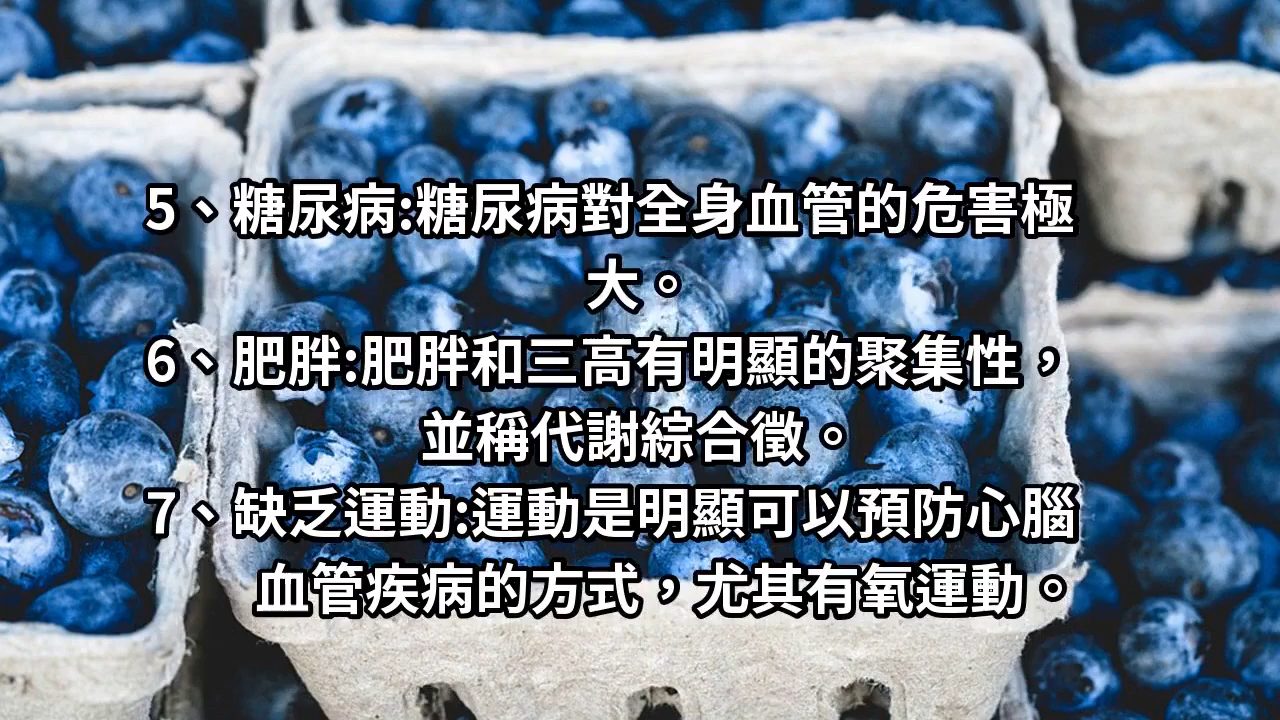 5、糖尿病:糖尿病對全身血管的危害極
大。
6、肥胖:肥胖和三高有明顯的聚集性，
並稱代謝綜合徵。
7、缺乏運動:運動是明顯可以預防心腦
血管疾病的方式，尤其有氧運動。